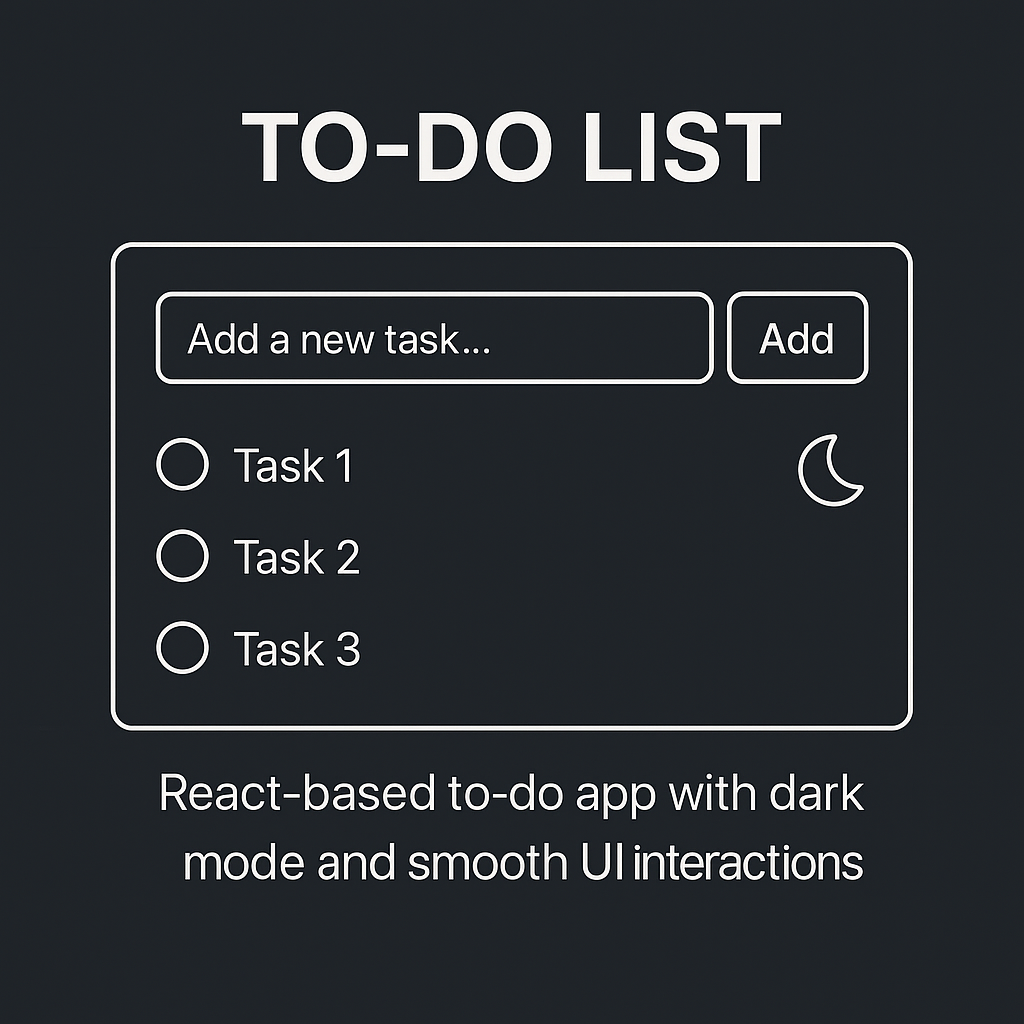 TO-DO LIST
Add a new task...
Add
Task 1
Task 2
Task 3
React-based to-do app with dark
mode and smooth UI interactions